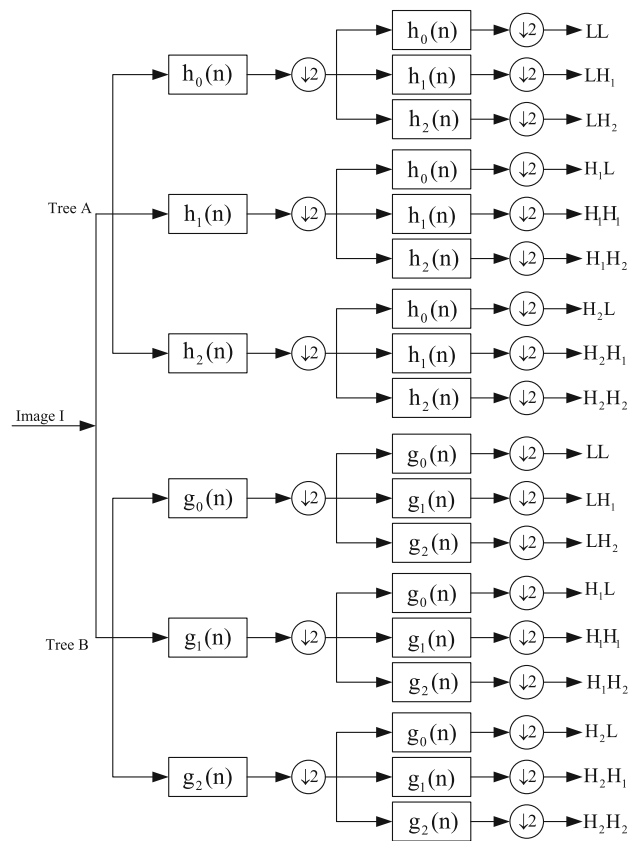 h₀(n) ↓2 LL
h₀(n) ↓2 h₁(n) ↓2 LH₁
h₂(n) ↓2 LH₂
h₀(n) ↓2 H₁L
Tree A
h₁(n) ↓2 h₁(n) ↓2 H₁H₁
h₂(n) ↓2 H₁H₂
h₀(n) ↓2 H₂L
h₂(n) ↓2 h₁(n) ↓2 H₂H₁
h₂(n) ↓2 H₂H₂
Image I
g₀(n) ↓2 LL
g₀(n) ↓2 g₁(n) ↓2 LH₁
g₂(n) ↓2 LH₂
g₀(n) ↓2 H₁L
Tree B
g₁(n) ↓2 g₁(n) ↓2 H₁H₁
g₂(n) ↓2 H₁H₂
g₀(n) ↓2 H₂L
g₂(n) ↓2 g₁(n) ↓2 H₂H₁
g₂(n) ↓2 H₂H₂